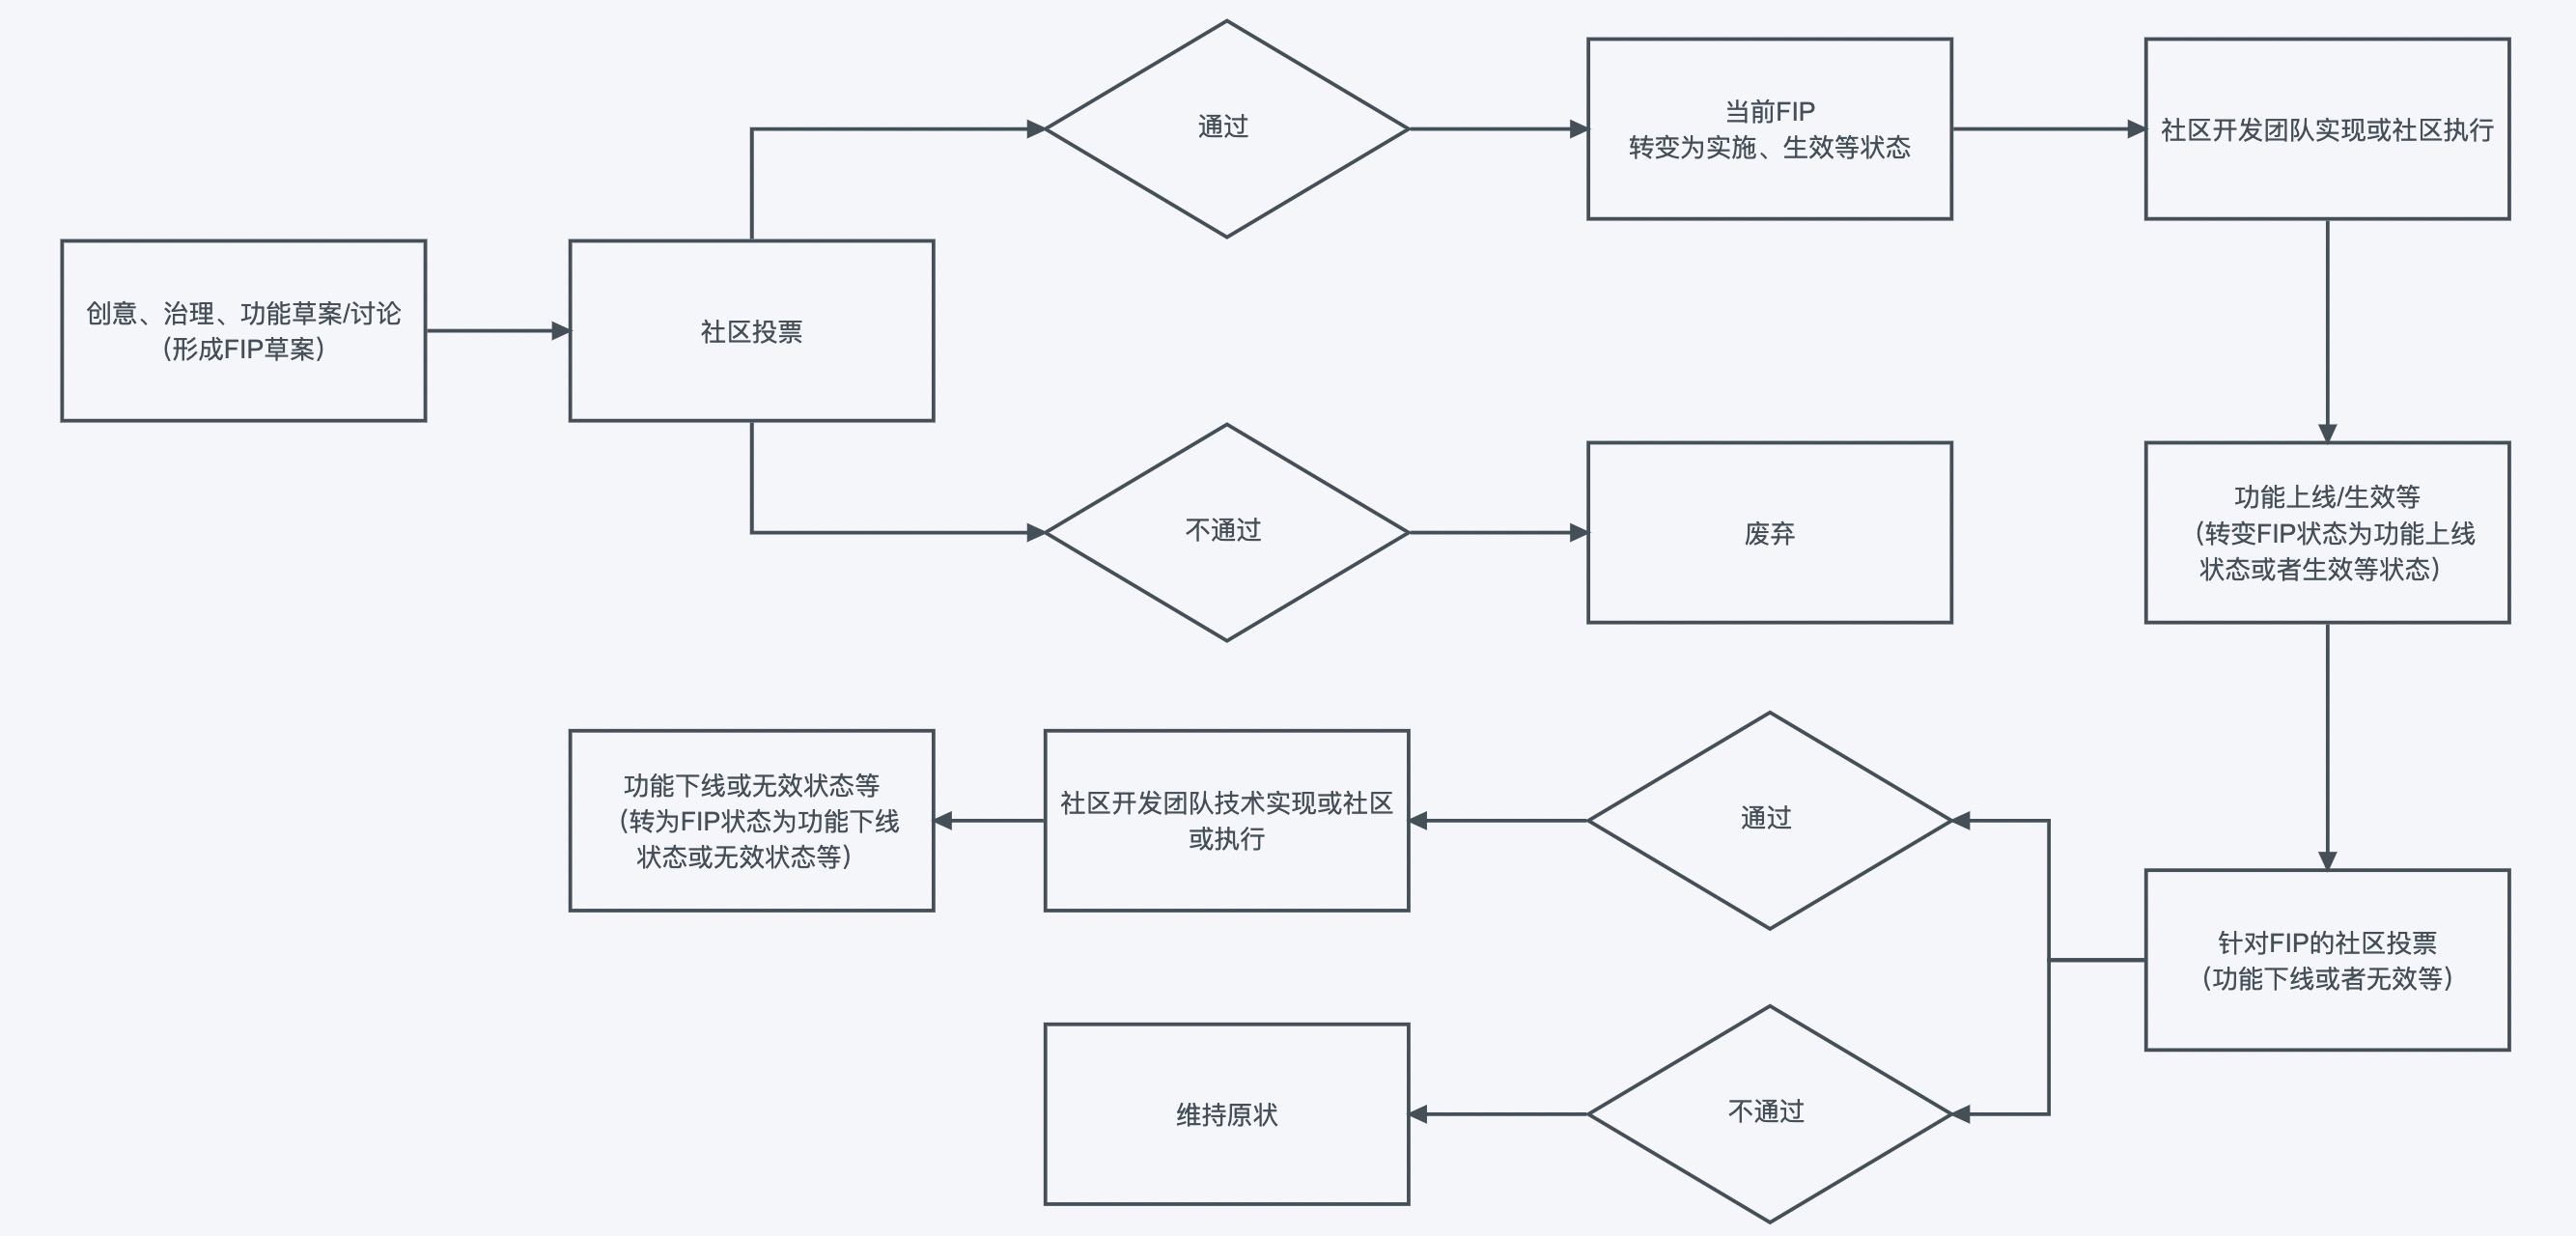 通过
当前FIP
转变为实施、生效等状态
社区开发团队实现或社区执行
创意、治理、功能草案/讨论
（形成FIP草案）
社区投票
不通过
废弃
功能上线/生效等
（转变FIP状态为功能上线
状态或者生效等状态）
功能下线或无效状态等
（转为FIP状态为功能下线
状态或无效状态等）
社区开发团队技术实现或社区
或执行
通过
针对FIP的社区投票
（功能下线或者无效等）
维持原状
不通过